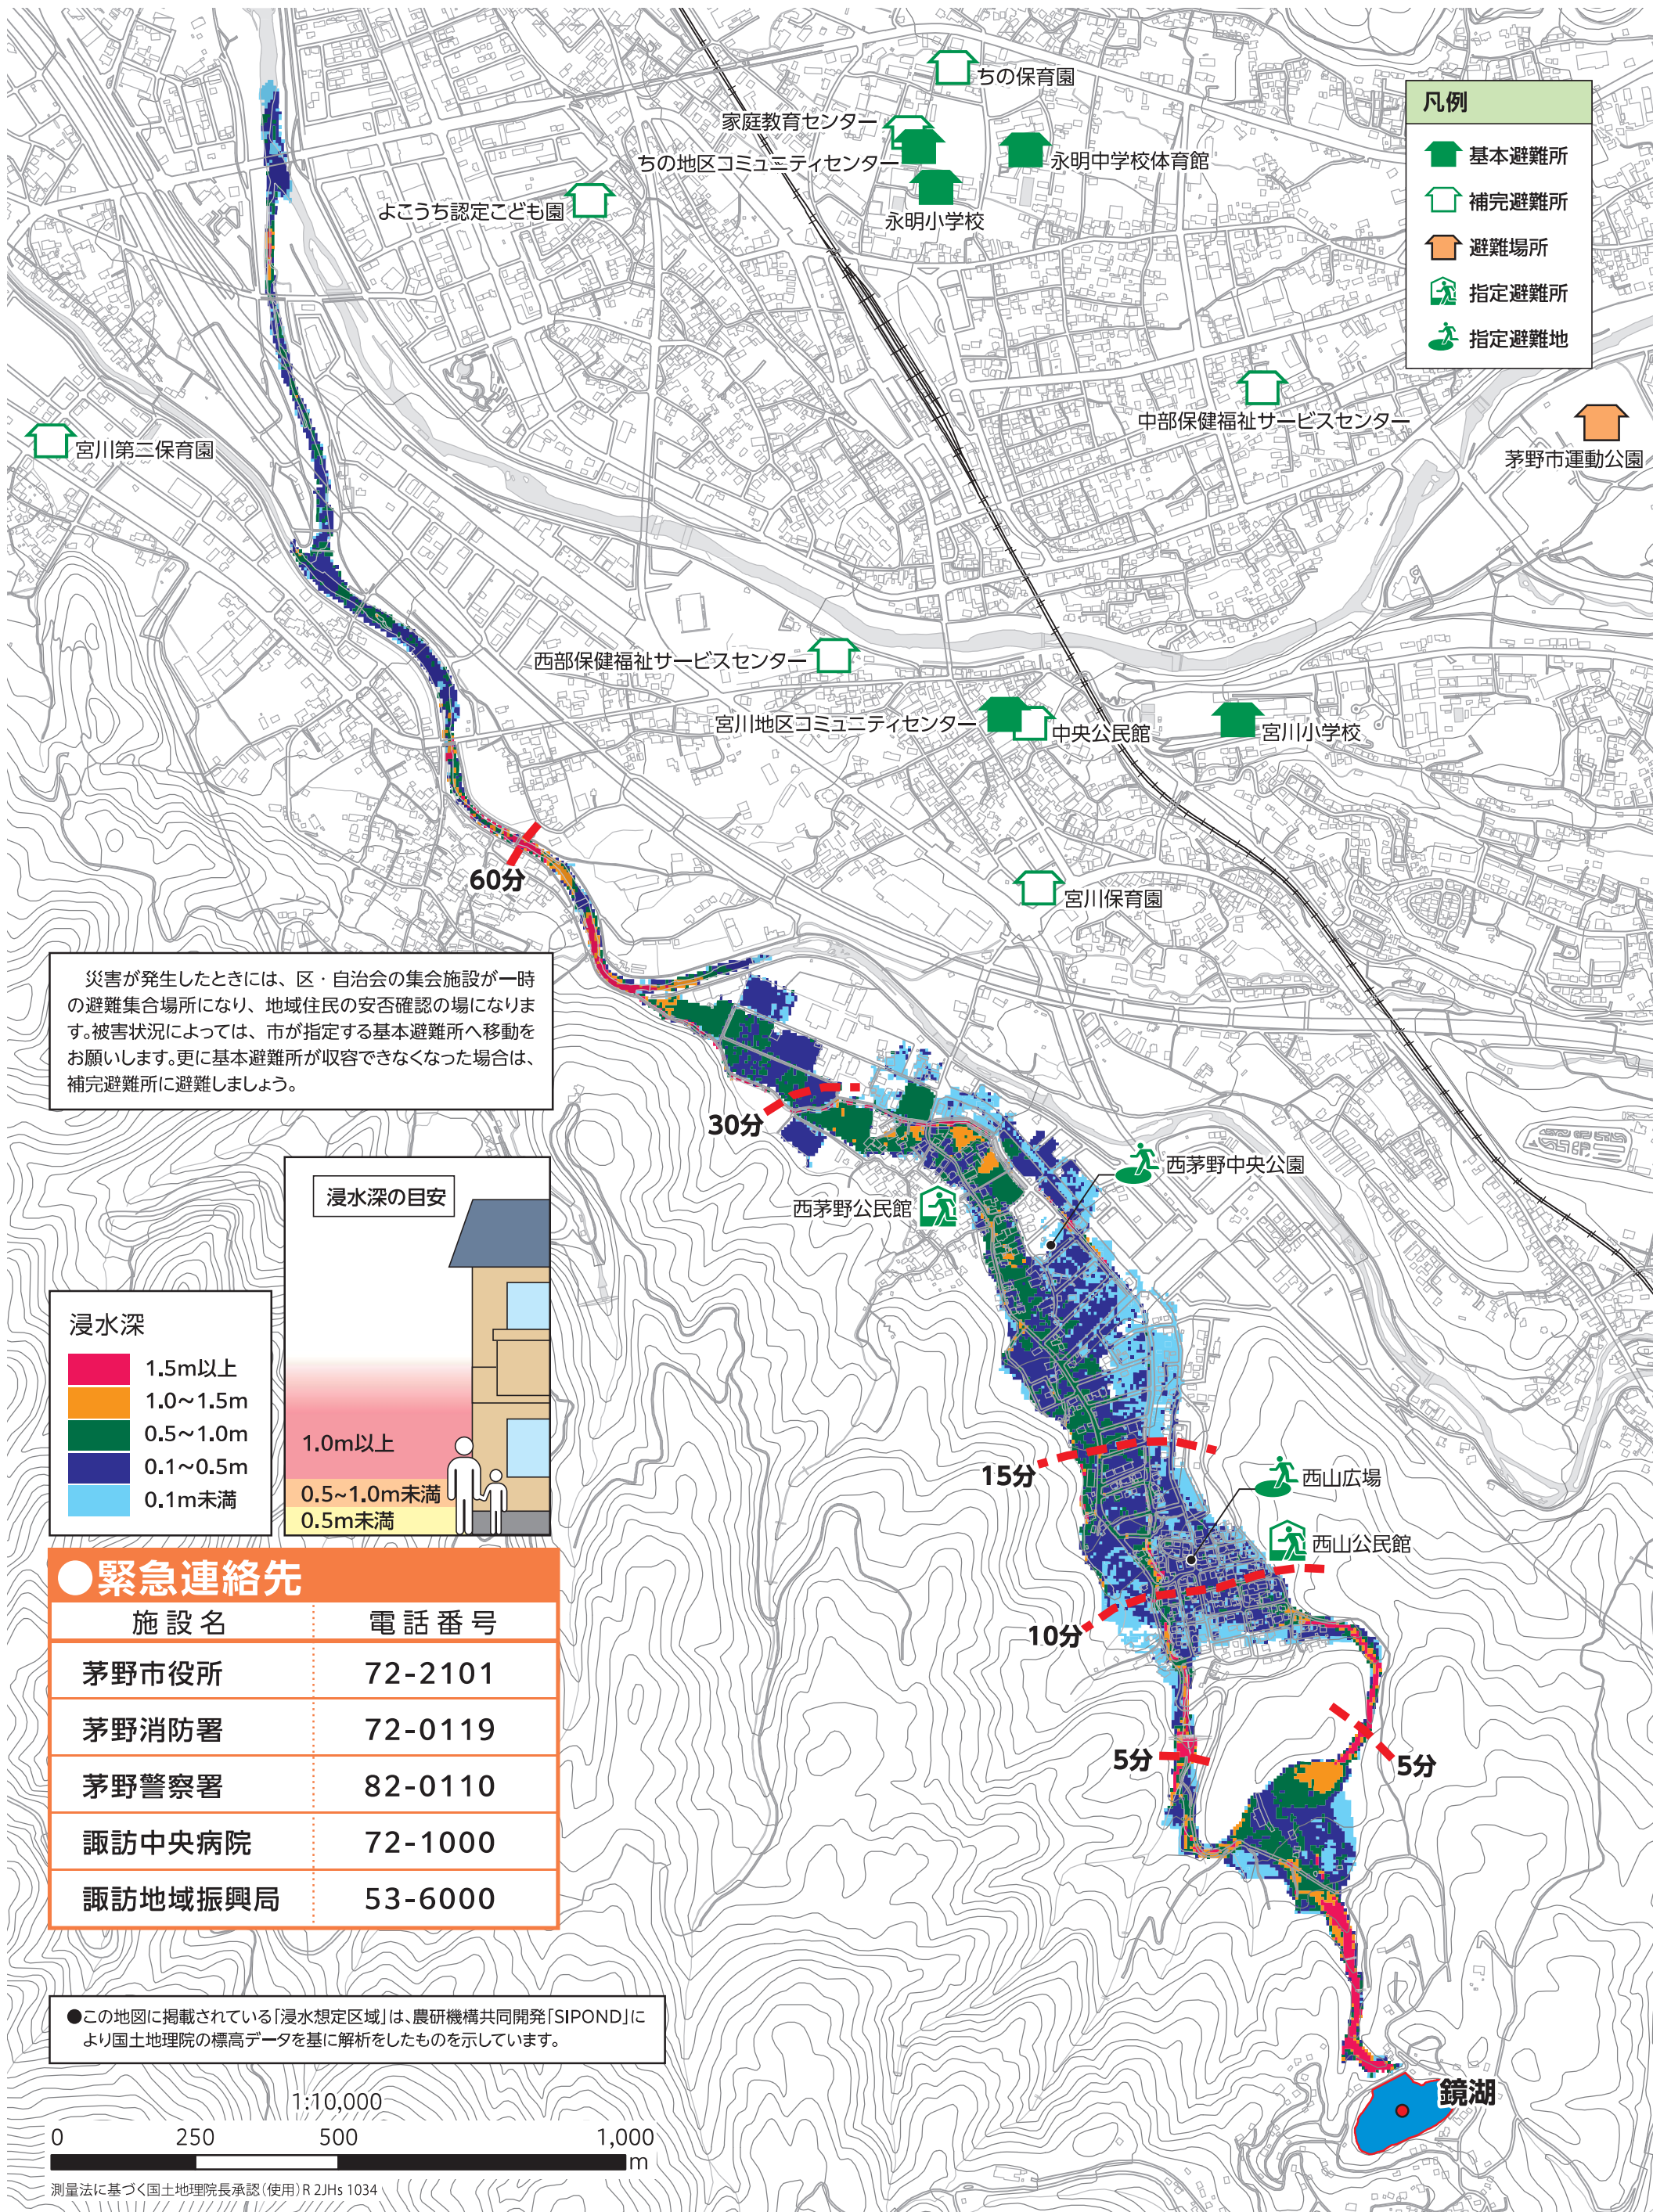 ちの保育園
家庭教育センター
ちの地区コミュニティセンター
永明中学校体育館
よこうち認定こども園
永明小学校
凡例
基本避難所
補完避難所
避難場所
指定避難所
指定避難地
中部保健福祉サービスセンター
宮川第二保育園
茅野市運動公園
西部保健福祉サービスセンター
宮川地区コミュニティセンター
中央公民館
宮川小学校
60分
宮川保育園
災害が発生したときには、区・自治会の集会施設が一時
の避難集合場所になり、地域住民の安否確認の場になりま
す。被害状況によっては、市が指定する基本避難所へ移動を
お願いします。更に基本避難所が収容できなくなった場合は、
補完避難所に避難しましょう。
30分
西茅野中央公園
西茅野公民館
浸水深の目安
1.0m以上
0.5~1.0m未満
0.5m未満
浸水深
1.5m以上
1.0~1.5m
0.5~1.0m
0.1~0.5m
0.1m未満
15分
西山広場
西山公民館
10分
5分
5分
●緊急連絡先
施設名 電話番号
茅野市役所 72-2101
茅野消防署 72-0119
茅野警察署 82-0110
諏訪中央病院 72-1000
諏訪地域振興局 53-6000
●この地図に掲載されている「浸水想定区域」は、農研機構共同開発「SIPOND」に
より国土地理院の標高データを基に解析をしたものを示しています。
鏡湖
1:10,000
0 250 500 1,000
m
測量法に基づく国土地理院長承認(使用)R 2JHs 1034